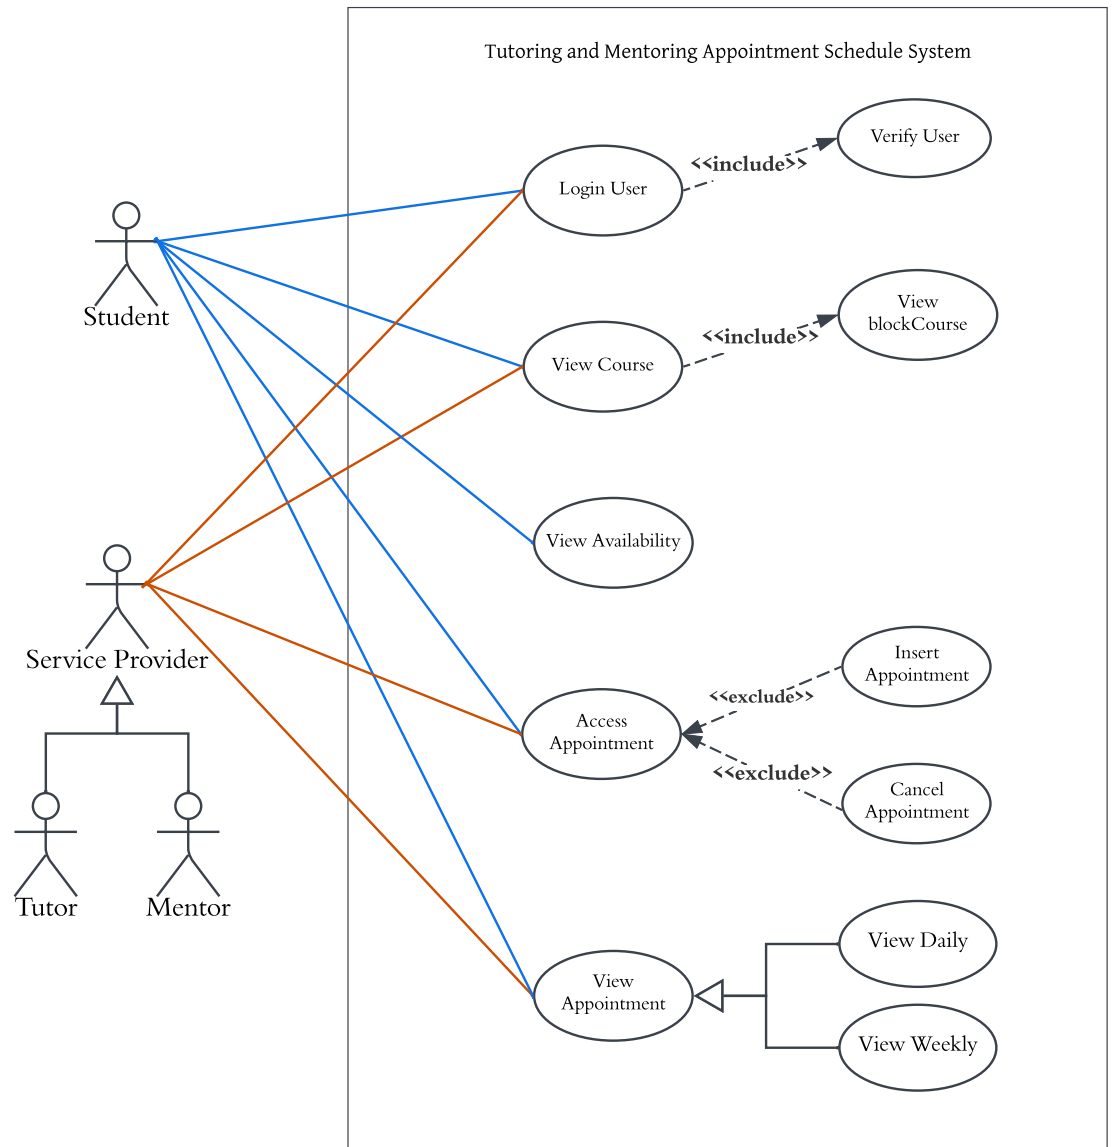 Tutoring and Mentoring Appointment Schedule System
Verify User
<<include>>
Login User
Student
View
blockCourse
<<include>>
View Course
View Availability
Service Provider
Insert
Appointment
<<exclude>>
Access
Appointment
<<exclude>>
Cancel
Appointment
Tutor
Mentor
View Daily
View
Appointment
View Weekly